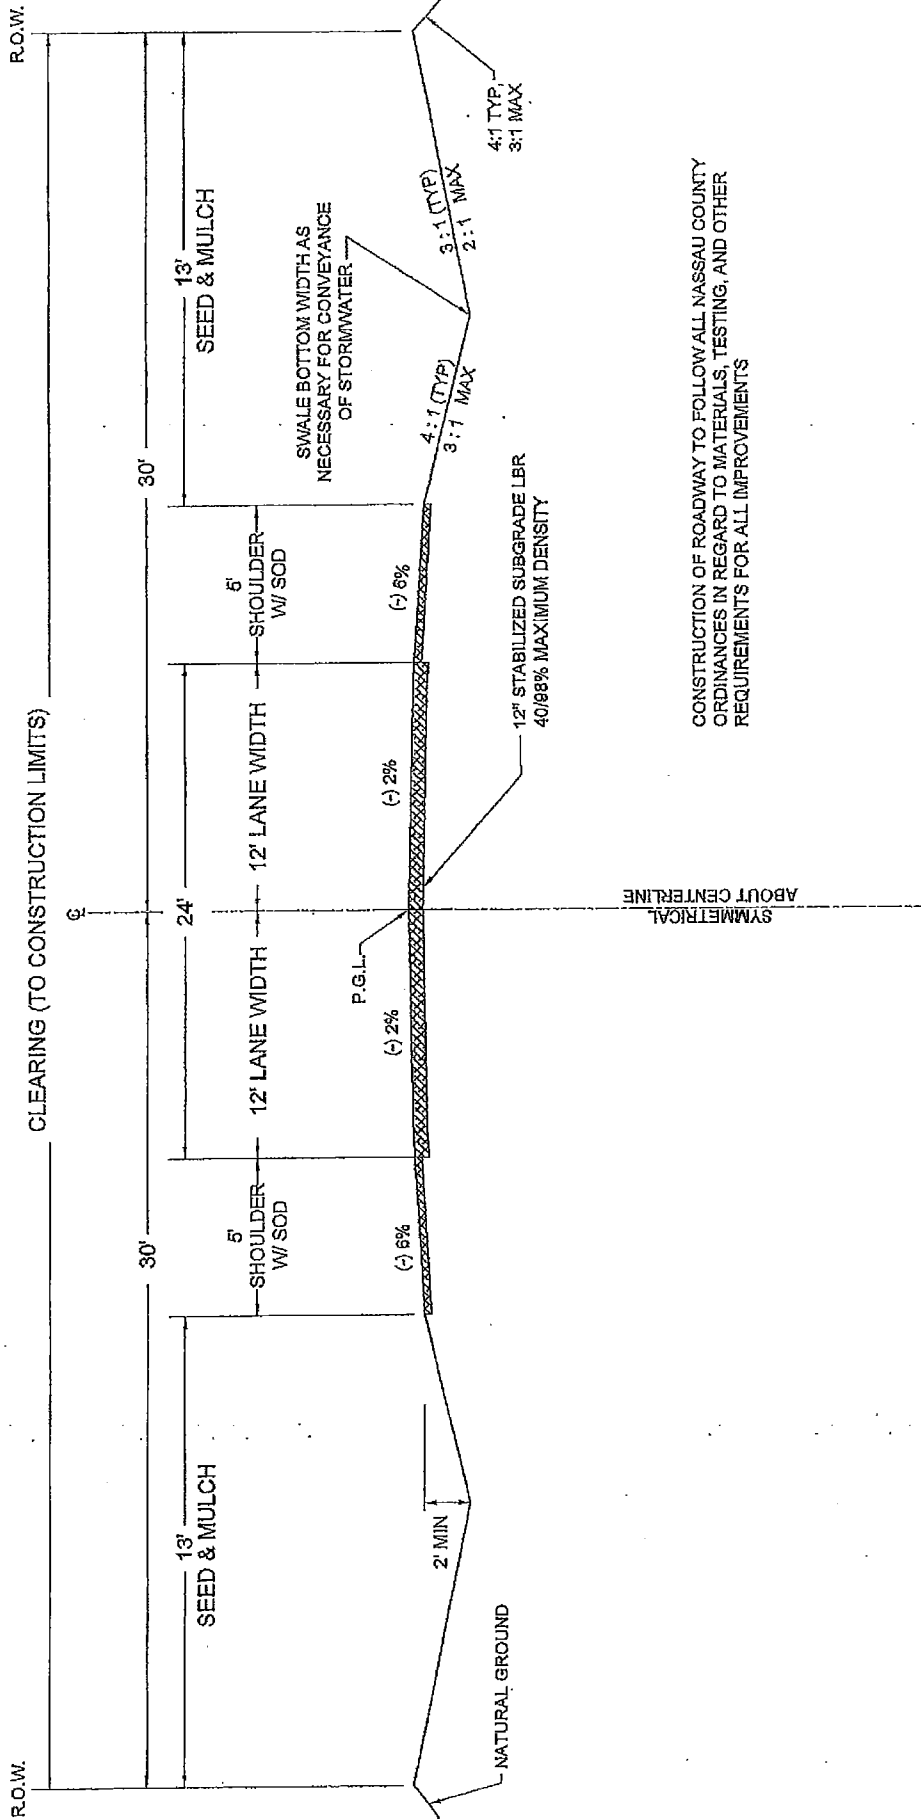 CLEARING (TO CONSTRUCTION LIMITS)
R.O.W.
R.O.W.
℄
30'
30'
13'
SEED & MULCH
24'
13'
SEED & MULCH
5'
SHOULDER
W/ SOD
12' LANE WIDTH
12' LANE WIDTH
5'
SHOULDER
W/ SOD
SWALE BOTTOM WIDTH AS
NECESSARY FOR CONVEYANCE
OF STORMWATER
P.G.L.
(-) 6%
(-) 2%
(-) 2%
(-) 6%
4:1 (TYP)
3:1 MAX
3:1 (TYP)
2:1 MAX
4:1 TYP,
3:1 MAX
2' MIN
NATURAL GROUND
12" STABILIZED SUBGRADE LBR
40/98% MAXIMUM DENSITY
SYMMETRICAL
ABOUT CENTERLINE
CONSTRUCTION OF ROADWAY TO FOLLOW ALL NASSAU COUNTY
ORDINANCES IN REGARD TO MATERIALS, TESTING, AND OTHER
REQUIREMENTS FOR ALL IMPROVEMENTS